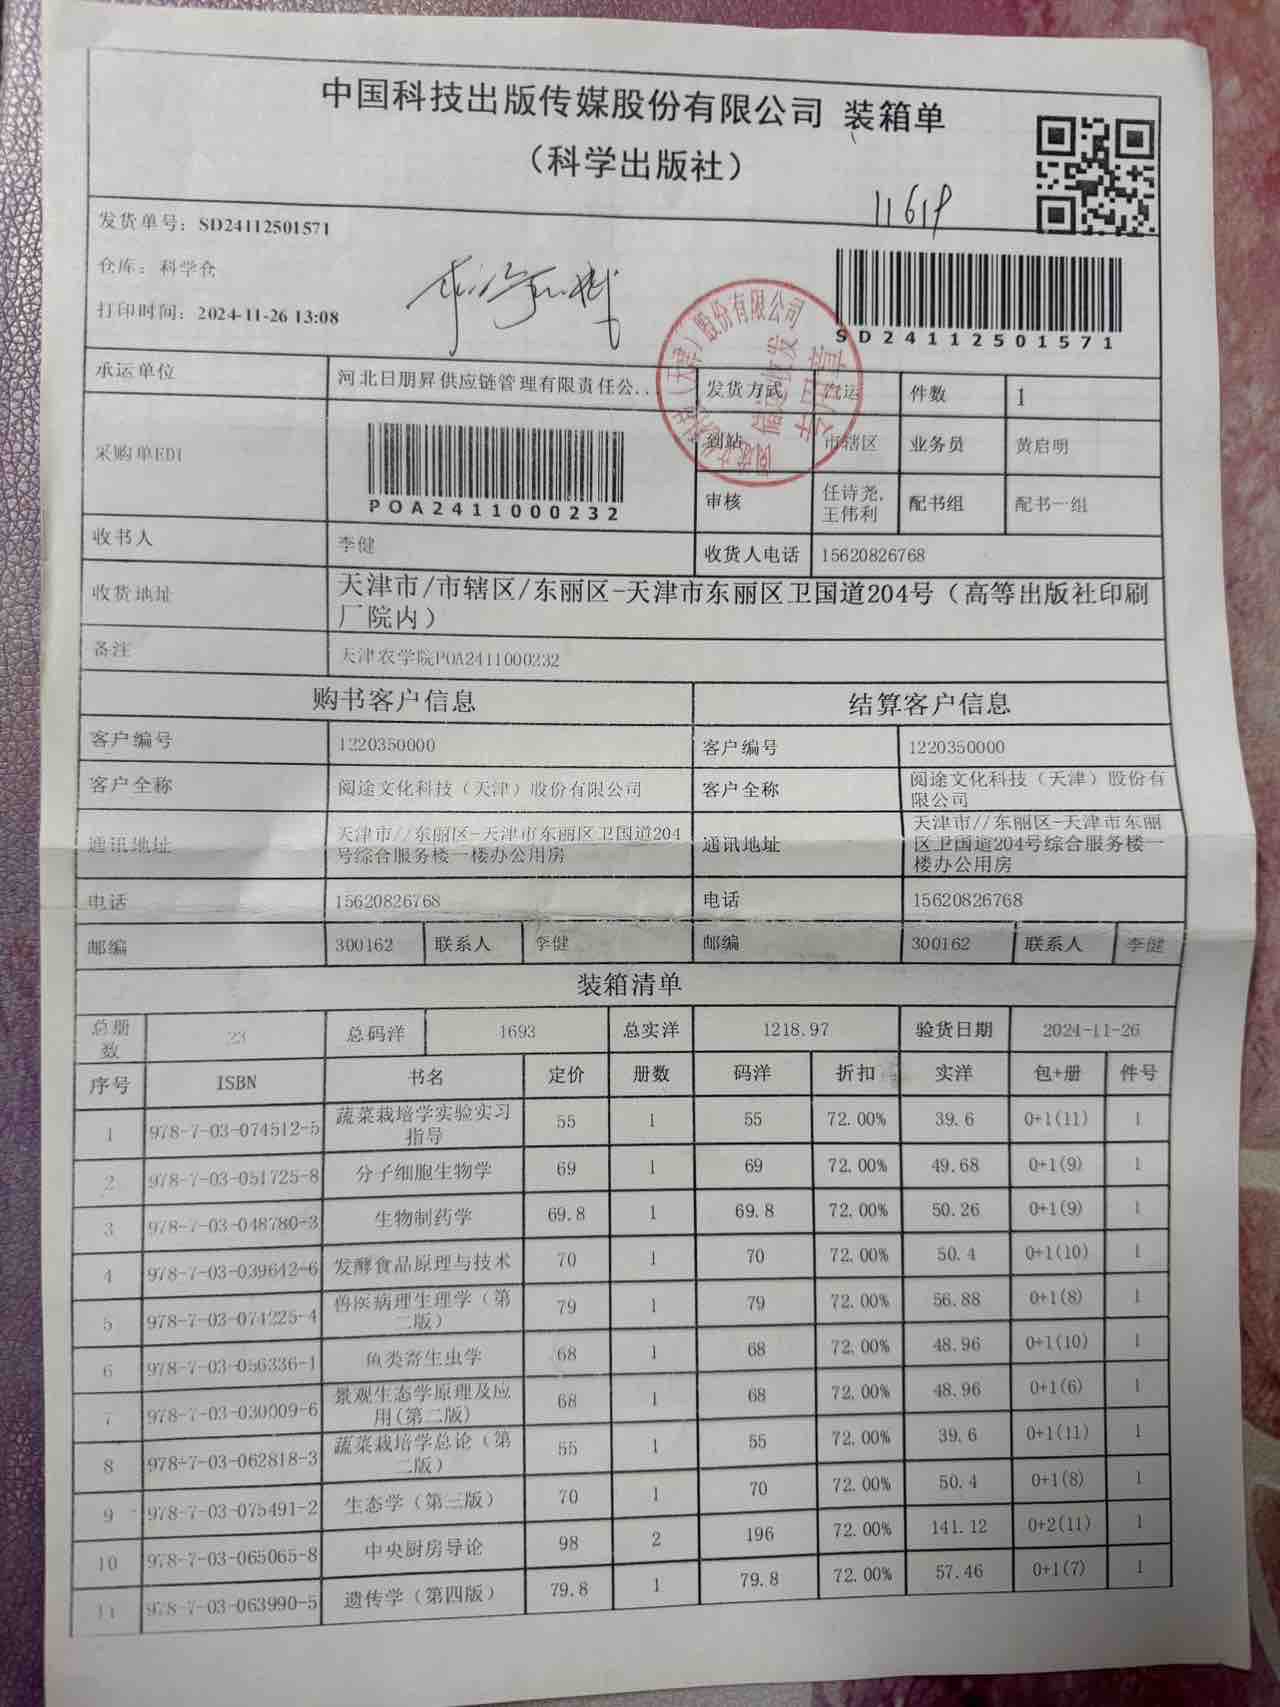 中国科技出版传媒股份有限公司 装箱单
（科学出版社）
11619
发货单号：SD24112501571
仓库：科学仓
打印时间：2024-11-26 13:08
SD24112501571
股份有限公司
承运单位 河北日朋昇供应链管理有限责任公... 发货方式 件数 1
采购单EDI POA2411000232 到站 市辖区 业务员 黄启明
审核 任诗尧, 王伟利 配书组 配书一组
收书人 李健 收货人电话 15620826768
收货地址 天津市/市辖区/东丽区-天津市东丽区卫国道204号（高等出版社印刷
厂院内）
备注 天津农学院POA2411000232
购书客户信息 结算客户信息
客户编号 1220350000 客户编号 1220350000
客户全称 阅途文化科技（天津）股份有限公司 客户全称 阅途文化科技（天津）股份有
限公司
通讯地址 天津市//东丽区-天津市东丽区卫国道204
号综合服务楼一楼办公用房
通讯地址 天津市//东丽区-天津市东丽
区卫国道204号综合服务楼一
楼办公用房
电话 15620826768 电话 15620826768
邮编 300162 联系人 李健 邮编 300162 联系人 李健
装箱清单
总册数 23 总码洋 1693 总实洋 1218.97 验货日期 2024-11-26
序号 ISBN 书名 定价 册数 码洋 折扣 实洋 包+册 件号
1 978-7-03-074512-5 蔬菜栽培学实验实习指导 55 1 55 72.00% 39.6 0+1(11) 1
2 978-7-03-051725-8 分子细胞生物学 69 1 69 72.00% 49.68 0+1(9) 1
3 978-7-03-048780-3 生物制药学 69.8 1 69.8 72.00% 50.26 0+1(9) 1
4 978-7-03-039642-6 发酵食品原理与技术 70 1 70 72.00% 50.4 0+1(10) 1
5 978-7-03-074225-4 兽医病理生理学（第二版） 79 1 79 72.00% 56.88 0+1(8) 1
6 978-7-03-056336-1 鱼类寄生虫学 68 1 68 72.00% 48.96 0+1(10) 1
7 978-7-03-030009-6 景观生态学原理及应用(第二版) 68 1 68 72.00% 48.96 0+1(6) 1
8 978-7-03-062818-3 蔬菜栽培学总论（第二版） 55 1 55 72.00% 39.6 0+1(11) 1
9 978-7-03-075491-2 生态学（第三版） 70 1 70 72.00% 50.4 0+1(8) 1
10 978-7-03-065065-8 中央厨房导论 98 2 196 72.00% 141.12 0+2(11) 1
11 978-7-03-063990-5 遗传学（第四版） 79.8 1 79.8 72.00% 57.46 0+1(7) 1